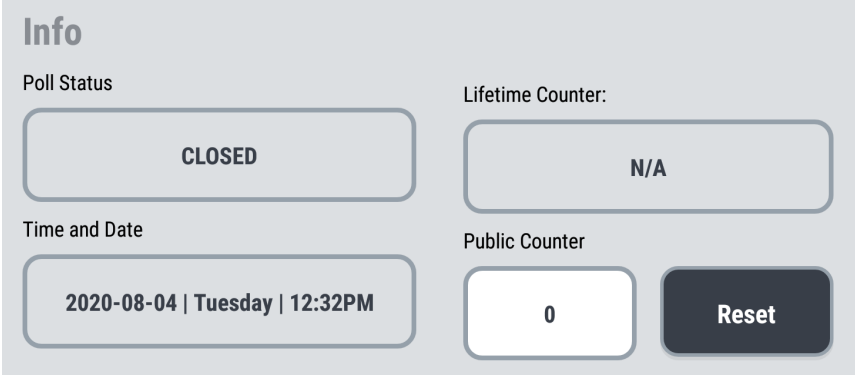 Info
Poll Status
CLOSED
Time and Date
2020-08-04 | Tuesday | 12:32PM
Lifetime Counter:
N/A
Public Counter
0
Reset